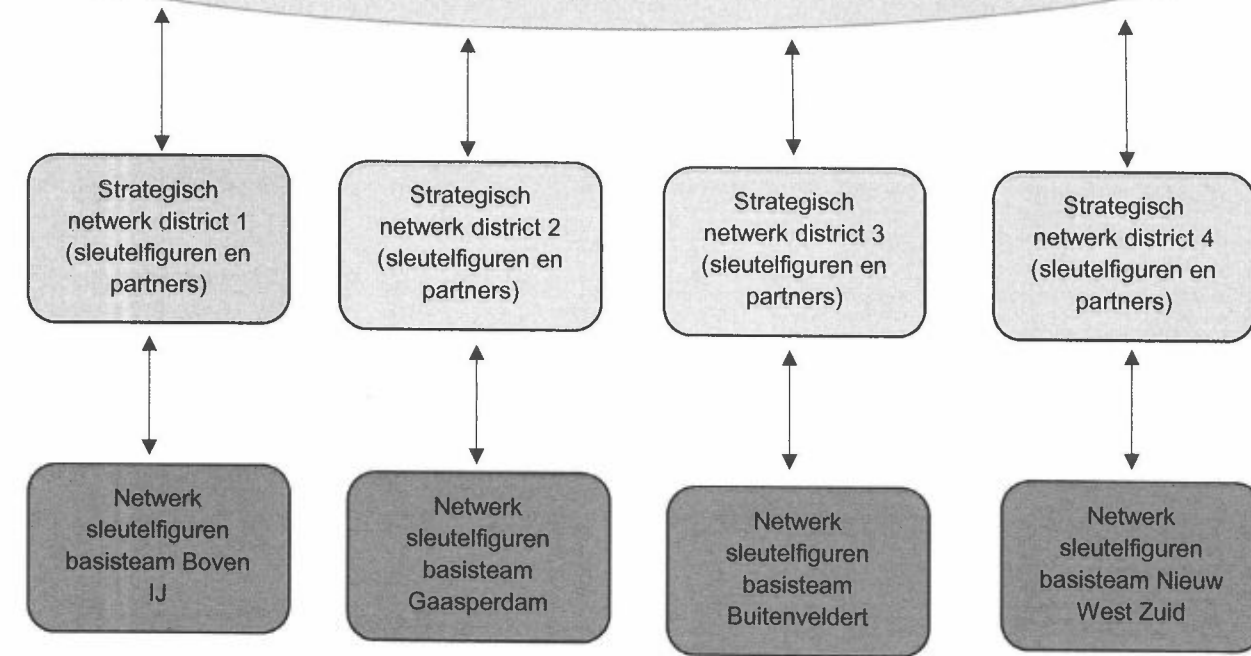 Strategisch
netwerk district 1
(sleutelfiguren en
partners)
Strategisch
netwerk district 2
(sleutelfiguren en
partners)
Strategisch
netwerk district 3
(sleutelfiguren en
partners)
Strategisch
netwerk district 4
(sleutelfiguren en
partners)
Netwerk
sleutelfiguren
basisteam Boven
IJ
Netwerk
sleutelfiguren
basisteam
Gaasperdam
Netwerk
sleutelfiguren
basisteam
Buitenveldert
Netwerk
sleutelfiguren
basisteam Nieuw
West Zuid